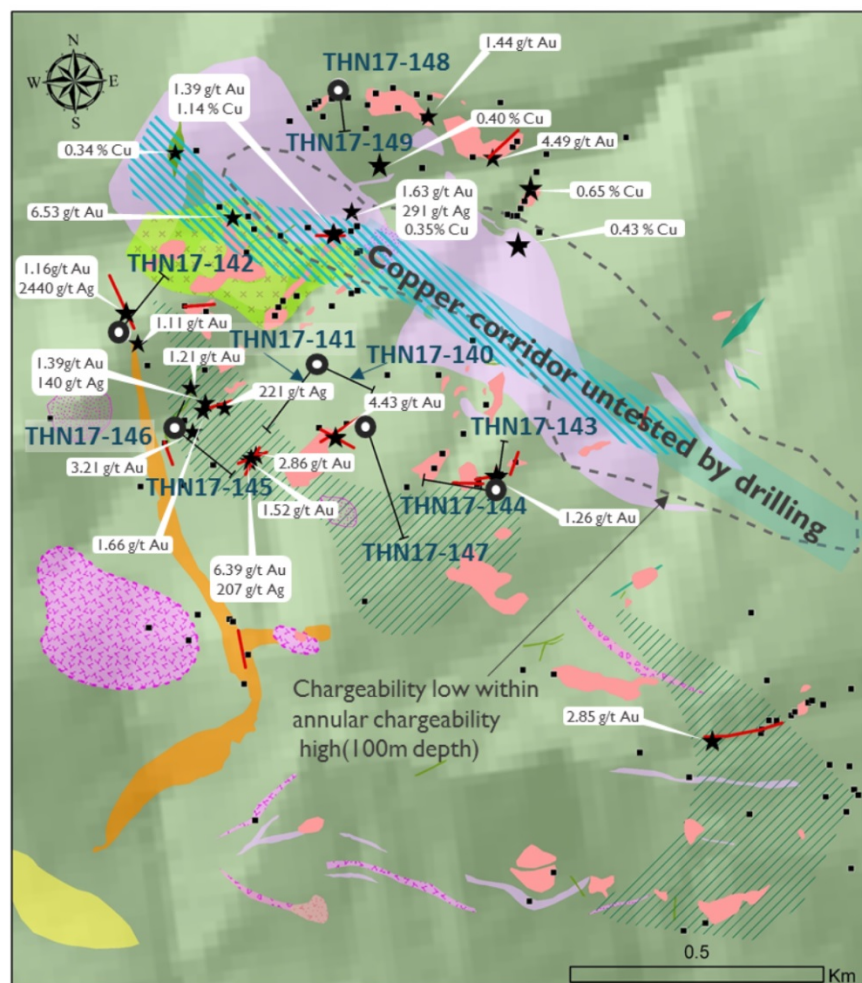 N
W E
S
THN17-148
1.44 g/t Au
1.39 g/t Au
1.14 % Cu
THN17-149
0.40 % Cu
4.49 g/t Au
0.34 % Cu
0.65 % Cu
6.53 g/t Au
1.63 g/t Au
291 g/t Ag
0.35% Cu
0.43 % Cu
THN17-142
Copper corridor untested by drilling
1.16g/t Au
2440 g/t Ag
1.11 g/t Au
THN17-141
THN17-140
1.21 g/t Au
1.39g/t Au
140 g/t Ag
221 g/t Ag
4.43 g/t Au
THN17-143
THN17-146
3.21 g/t Au
2.86 g/t Au
THN17-145
1.52 g/t Au
THN17-144
1.26 g/t Au
1.66 g/t Au
THN17-147
6.39 g/t Au
207 g/t Ag
Chargeability low within
annular chargeability
high(100m depth)
2.85 g/t Au
0.5
Km